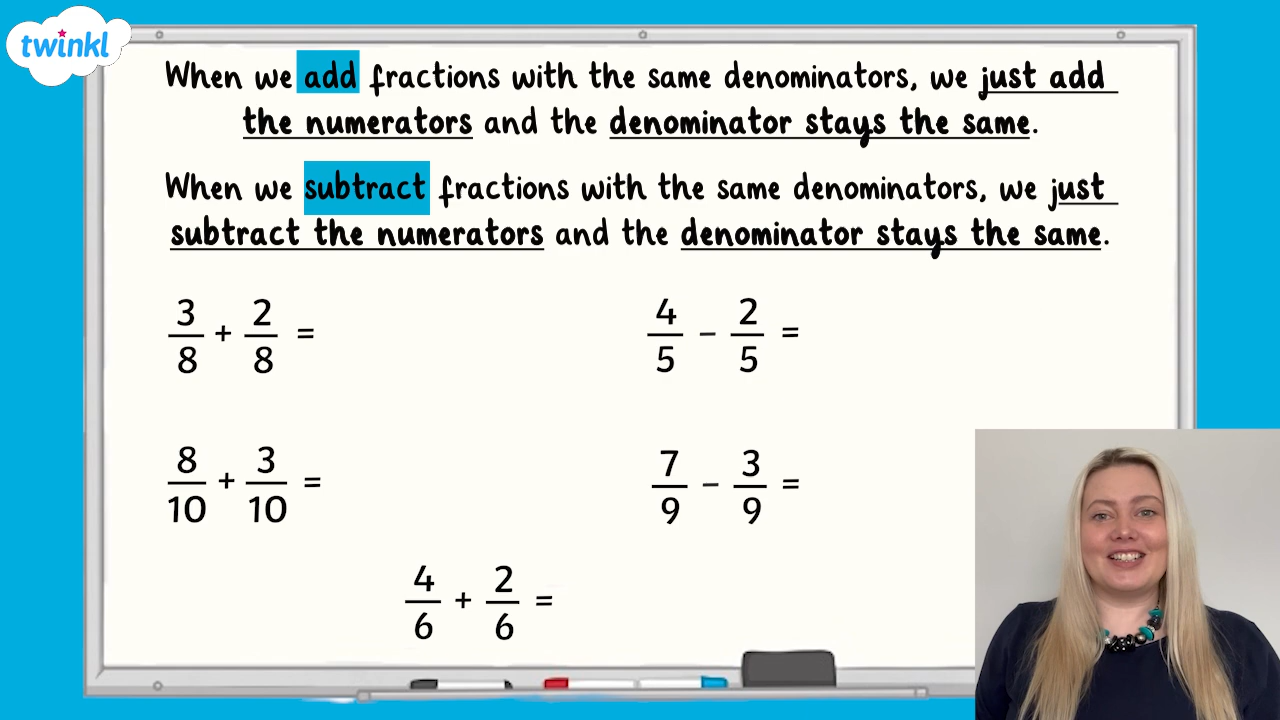 twinkl
When we add fractions with the same denominators, we just add
the numerators and the denominator stays the same.
When we subtract fractions with the same denominators, we just
subtract the numerators and the denominator stays the same.
3/8 + 2/8 =
4/5 − 2/5 =
8/10 + 3/10 =
7/9 − 3/9 =
4/6 + 2/6 =